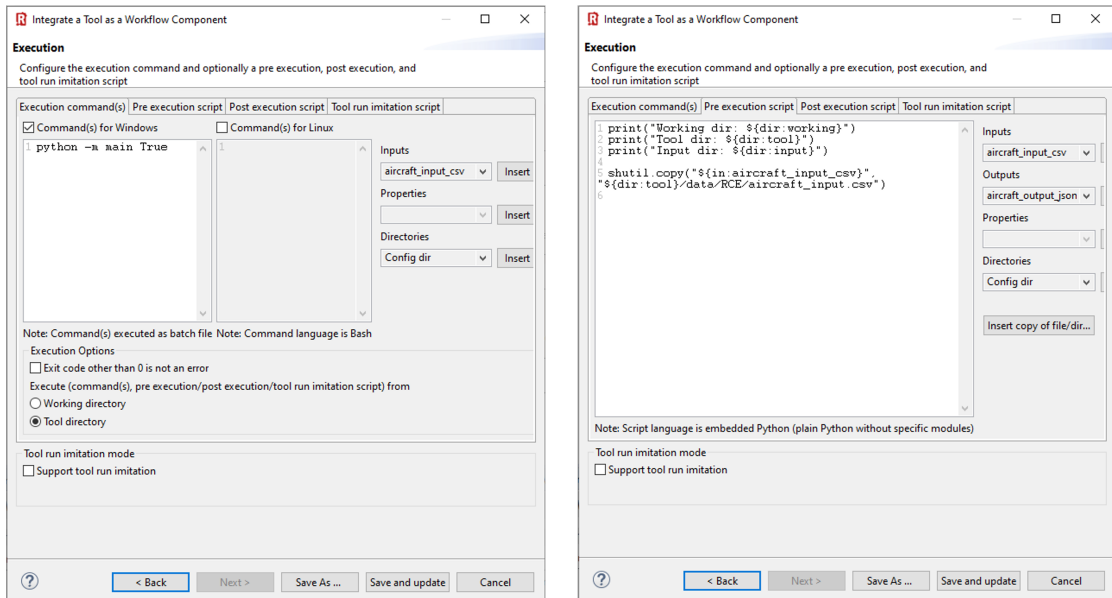 Integrate a Tool as a Workflow Component
Execution
Configure the execution command and optionally a pre execution, post execution, and
tool run imitation script
Execution command(s) Pre execution script Post execution script Tool run imitation script
Command(s) for Windows Command(s) for Linux
1 python -m main True
1
Inputs
aircraft_input_csv Insert
Properties
Insert
Directories
Config dir Insert
Note: Command(s) executed as batch file Note: Command language is Bash
Execution Options
Exit code other than 0 is not an error
Execute (command(s), pre execution/post execution/tool run imitation script) from
Working directory
Tool directory
Tool run imitation mode
Support tool run imitation
? < Back Next > Save As ... Save and update Cancel
Integrate a Tool as a Workflow Component
Execution
Configure the execution command and optionally a pre execution, post execution, and
tool run imitation script
Execution command(s) Pre execution script Post execution script Tool run imitation script
1 print("Working dir: ${dir:working}")
2 print("Tool dir: ${dir:tool}")
3 print("Input dir: ${dir:input}")
4
5 shutil.copy("${in:aircraft_input_csv}",
"${dir:tool}/data/RCE/aircraft_input.csv")
6
Inputs
aircraft_input_csv
Outputs
aircraft_output_json
Properties
Directories
Config dir
Insert copy of file/dir...
Note: Script language is embedded Python (plain Python without specific modules)
Tool run imitation mode
Support tool run imitation
? < Back Next > Save As ... Save and update Cancel